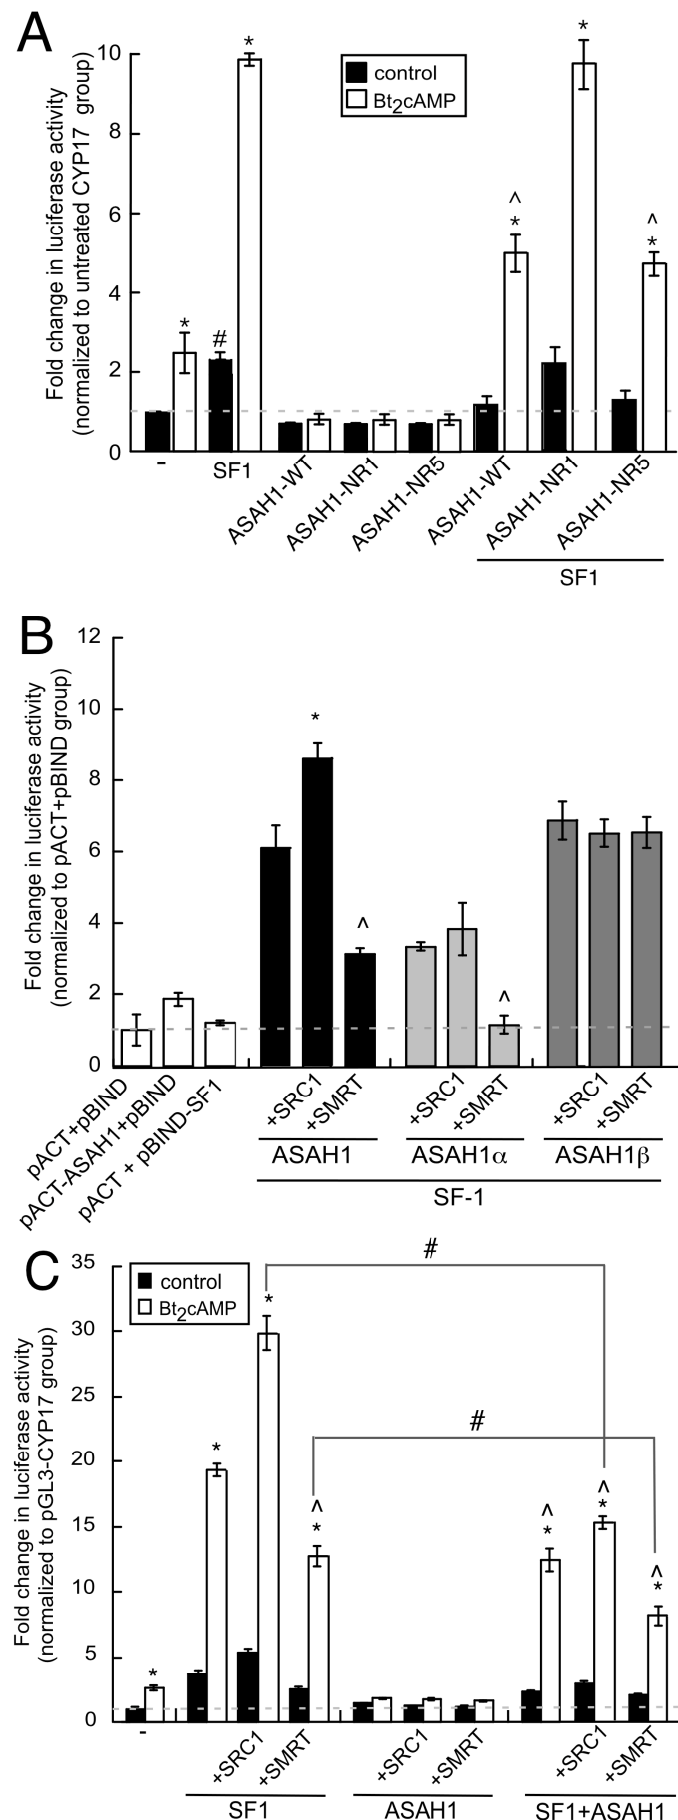 A
Fold change in luciferase activity
(normalized to untreated CYP17 group)
10
8
6
4
2
0
control
Bt2cAMP
*
#
*
^
*
*
^
*
-
SF1
ASAH1-WT
ASAH1-NR1
ASAH1-NR5
ASAH1-WT
ASAH1-NR1
ASAH1-NR5
SF1
B
Fold change in luciferase activity
(normalized to pACT+pBIND group)
12
10
8
6
4
2
0
*
^
^
pACT+pBIND
pACT-ASAH1+pBIND
pACT + pBIND-SF1
+SRC1
+SMRT
+SRC1
+SMRT
+SRC1
+SMRT
ASAH1
ASAH1α
ASAH1β
SF-1
C
Fold change in luciferase activity
(normalized to pGL3-CYP17 group)
35
30
25
20
15
10
5
0
control
Bt2cAMP
#
#
*
*
*
^
*
^
*
^
*
^
*
-
+SRC1
+SMRT
+SRC1
+SMRT
+SRC1
+SMRT
SF1
ASAH1
SF1+ASAH1